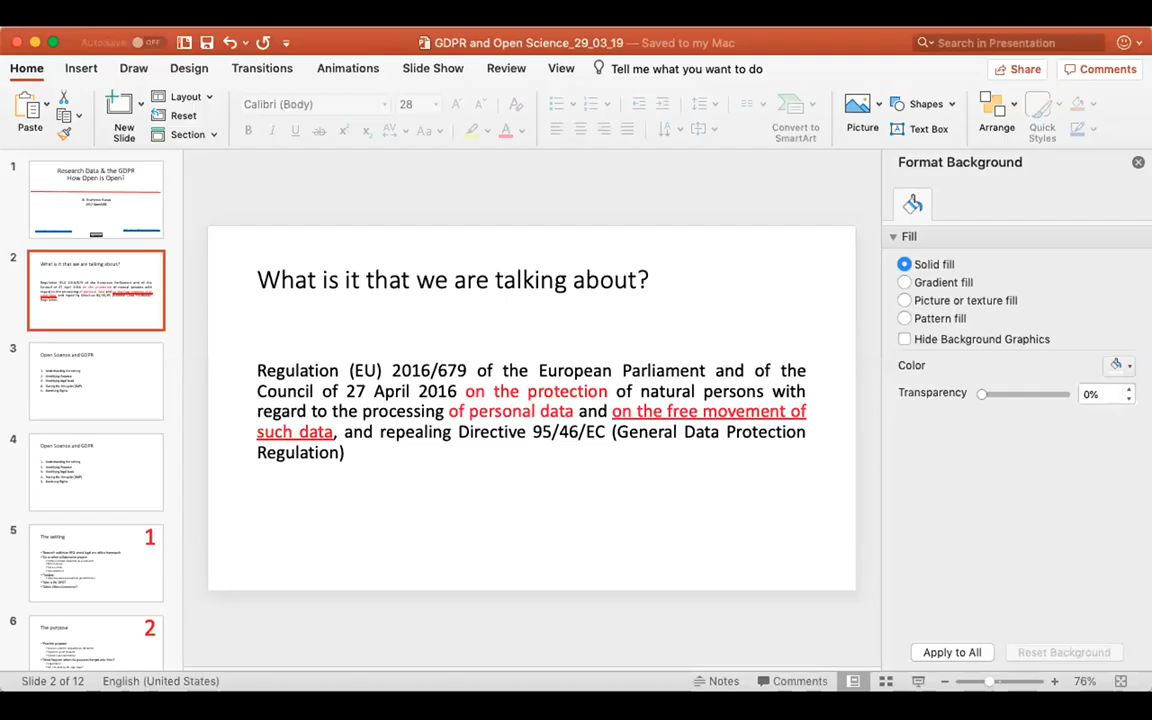 AutoSave OFF
GDPR and Open Science_29_03_19 — Saved to my Mac
Search in Presentation
Home Insert Draw Design Transitions Animations Slide Show Review View Tell me what you want to do Share Comments
Paste
New Slide
Layout
Reset
Section
Calibri (Body) 28
Convert to SmartArt
Picture
Shapes
Text Box
Arrange
Quick Styles
1
Research Data & the GDPR
How Open is Open?
2
What is it that we are talking about?
3
Open Science and GDPR
4
Open Science and GDPR
5
The setting
1
6
The purpose
2
What is it that we are talking about?
Regulation (EU) 2016/679 of the European Parliament and of the
Council of 27 April 2016 on the protection of natural persons with
regard to the processing of personal data and on the free movement of
such data, and repealing Directive 95/46/EC (General Data Protection
Regulation)
Format Background
Fill
Solid fill
Gradient fill
Picture or texture fill
Pattern fill
Hide Background Graphics
Color
Transparency 0%
Apply to All Reset Background
Slide 2 of 12 English (United States) Notes Comments 76%